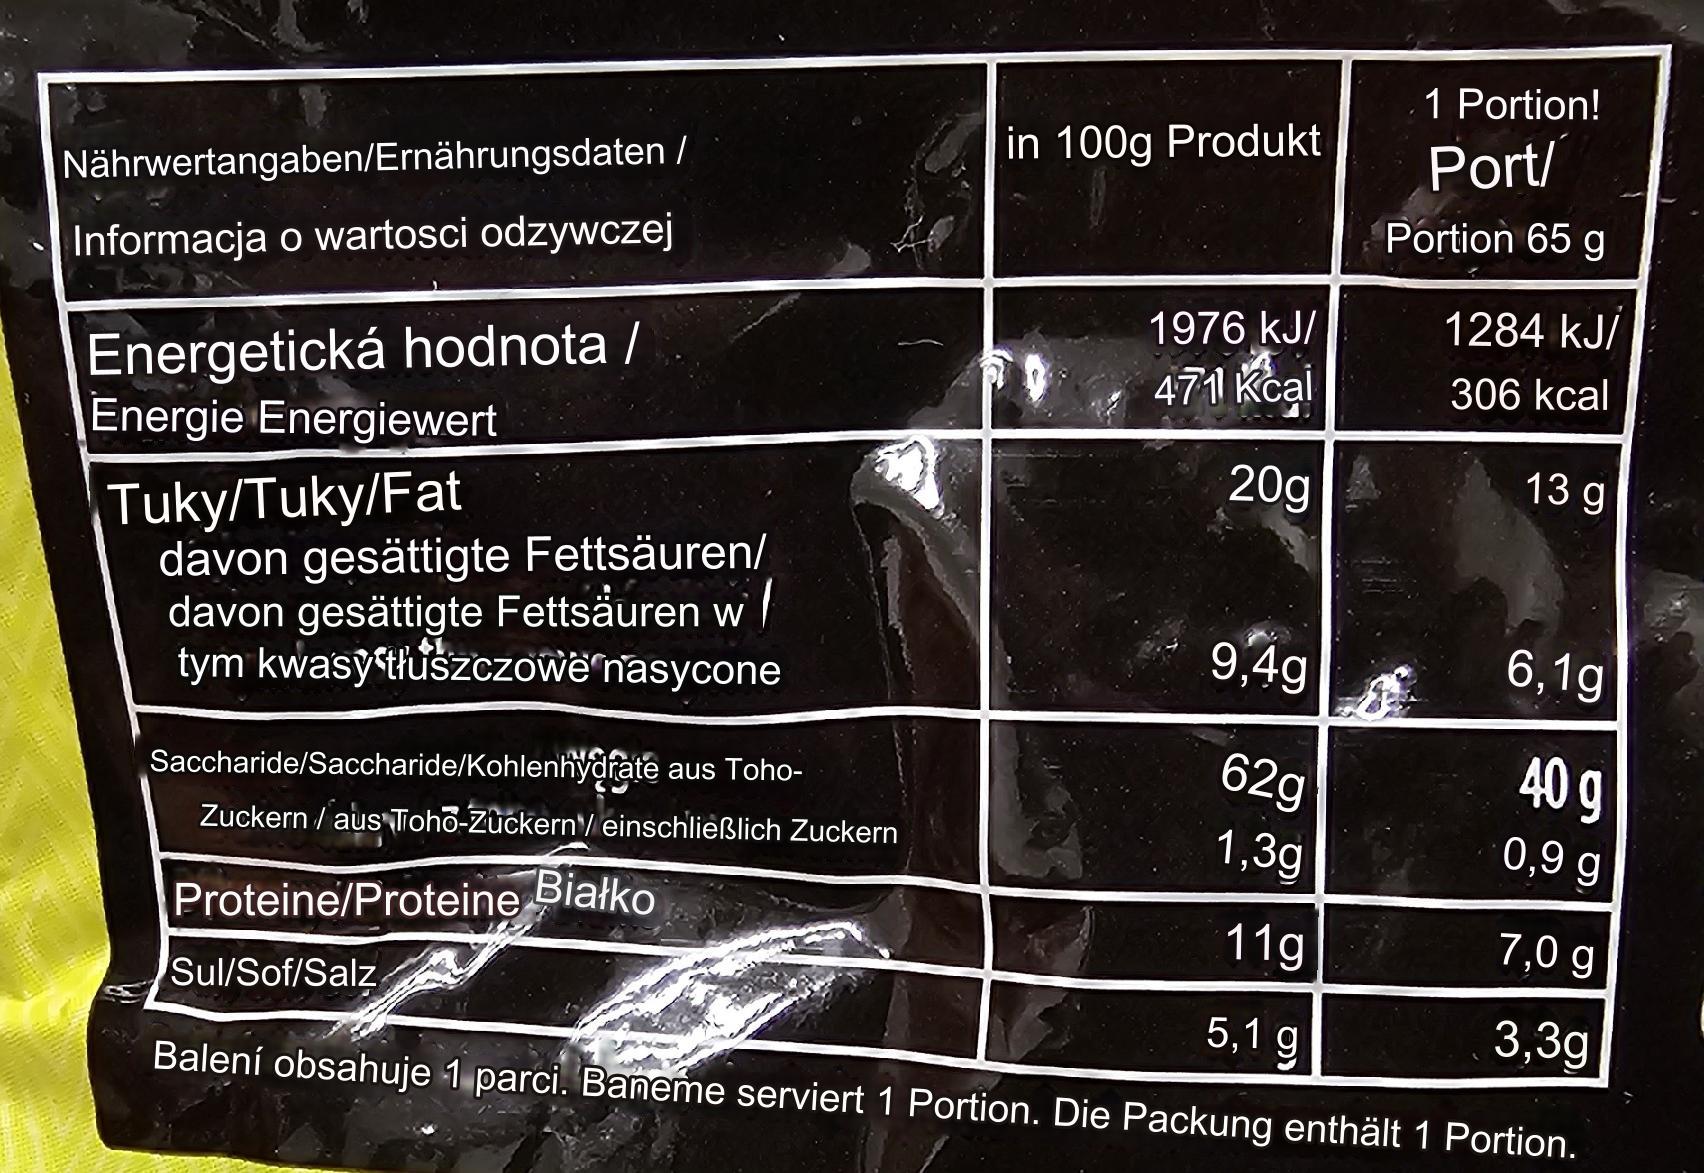 Nährwertangaben/Ernährungsdaten /
Informacja o wartosci odzywczej
in 100g Produkt
1 Portion!
Port/
Portion 65 g
Energetická hodnota /
Energie Energiewert
1976 kJ/
471 Kcal
1284 kJ/
306 kcal
Tuky/Tuky/Fat
20g
13 g
davon gesättigte Fettsäuren/
davon gesättigte Fettsäuren w /
tym kwasy tłuszczowe nasycone
9,4g
6,1g
Saccharide/Saccharide/Kohlenhydrate aus Toho-
62g
40 g
Zuckern / aus Toho-Zuckern / einschließlich Zuckern
1,3g
0,9 g
Proteine/Proteine Białko
11g
7,0 g
Sul/Sof/Salz
5,1 g
3,3g
Balení obsahuje 1 parci. Baneme serviert 1 Portion. Die Packung enthält 1 Portion.